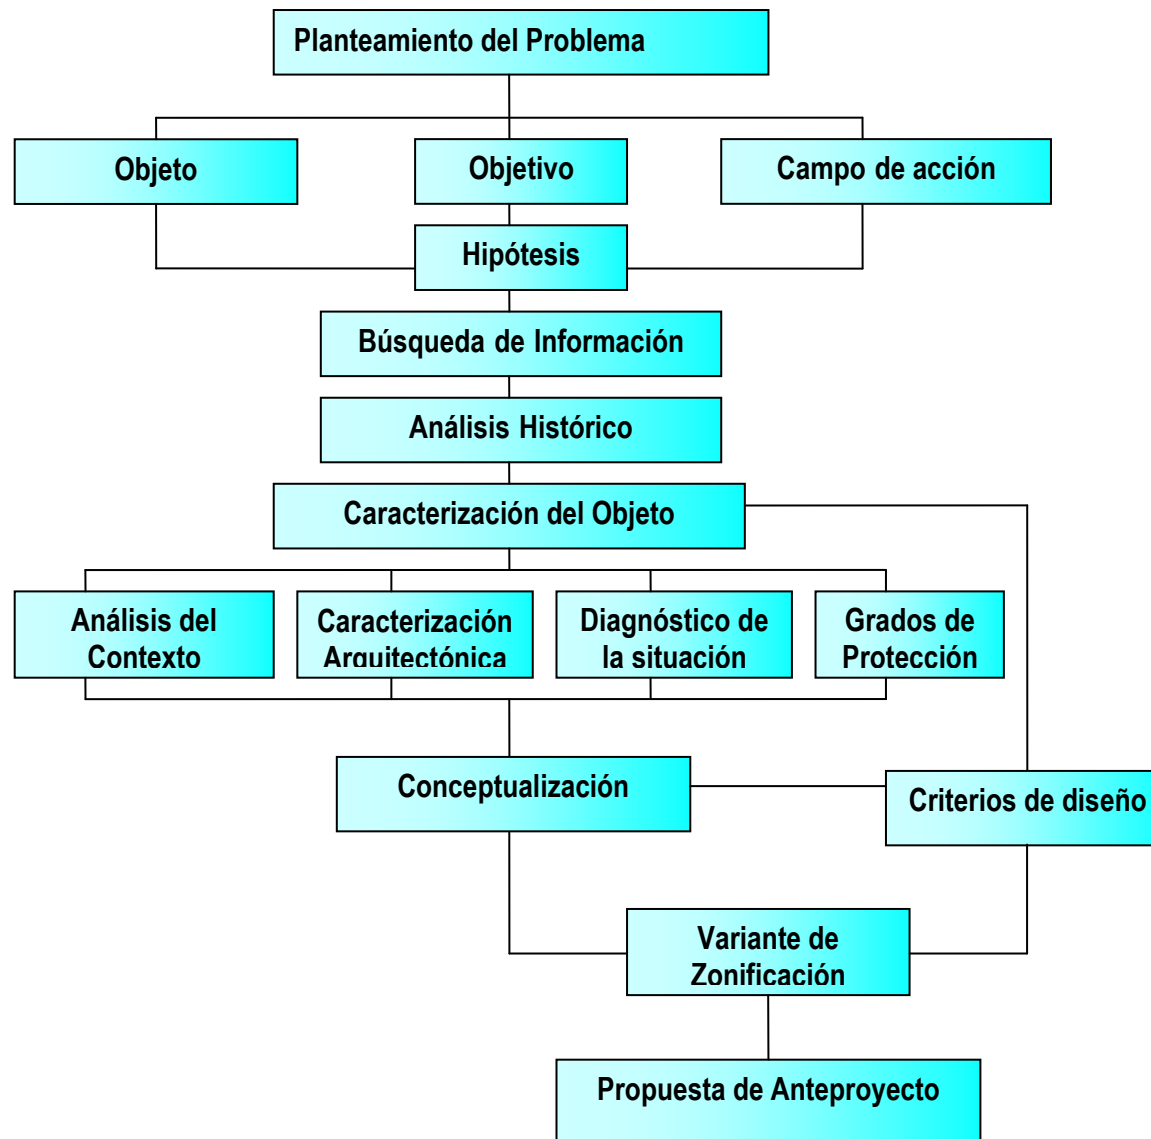 Planteamiento del Problema
Objeto
Objetivo
Campo de acción
Hipótesis
Búsqueda de Información
Análisis Histórico
Caracterización del Objeto
Análisis del
Contexto
Caracterización
Arquitectónica
Diagnóstico de
la situación
Grados de
Protección
Conceptualización
Criterios de diseño
Variante de
Zonificación
Propuesta de Anteproyecto